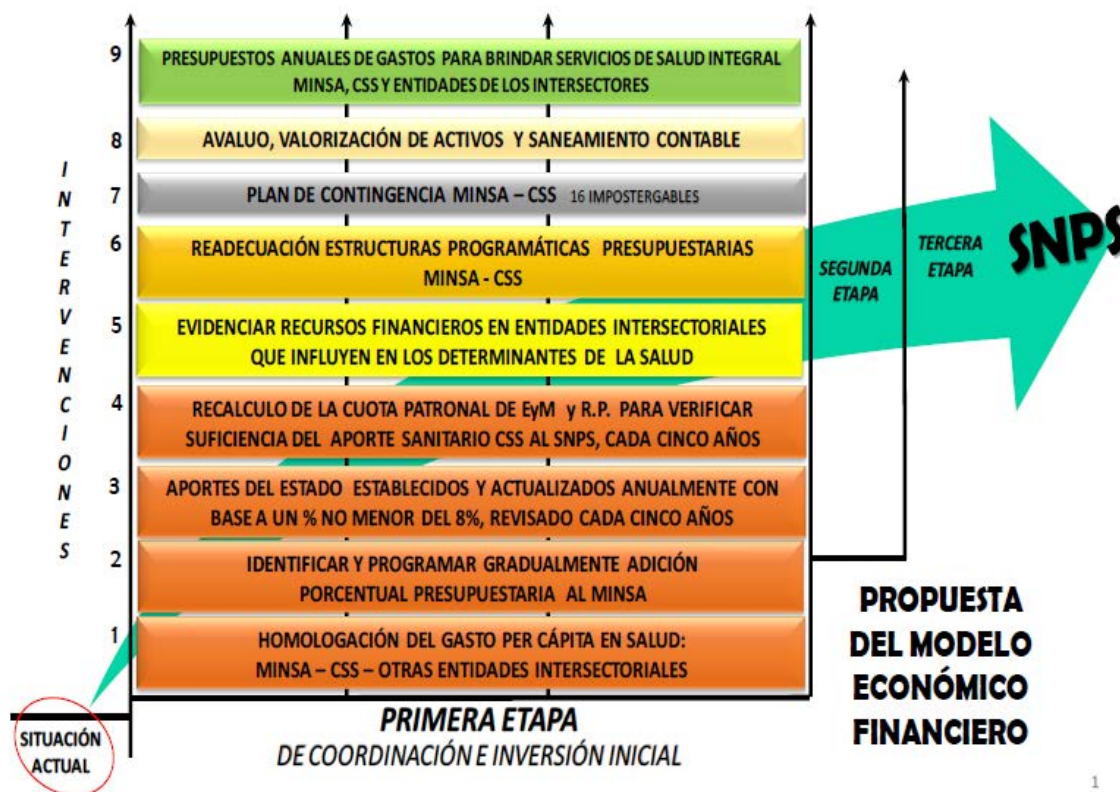 9
PRESUPUESTOS ANUALES DE GASTOS PARA BRINDAR SERVICIOS DE SALUD INTEGRAL
MINSA, CSS Y ENTIDADES DE LOS INTERSECTORES
8
AVALUO, VALORIZACIÓN DE ACTIVOS Y SANEAMIENTO CONTABLE
7
PLAN DE CONTINGENCIA MINSA – CSS 16 IMPOSTERGABLES
6
READECUACIÓN ESTRUCTURAS PROGRAMÁTICAS PRESUPUESTARIAS
MINSA - CSS
5
EVIDENCIAR RECURSOS FINANCIEROS EN ENTIDADES INTERSECTORIALES
QUE INFLUYEN EN LOS DETERMINANTES DE LA SALUD
4
RECALCULO DE LA CUOTA PATRONAL DE EyM y R.P. PARA VERIFICAR
SUFICIENCIA DEL APORTE SANITARIO CSS AL SNPS, CADA CINCO AÑOS
3
APORTES DEL ESTADO ESTABLECIDOS Y ACTUALIZADOS ANUALMENTE CON
BASE A UN % NO MENOR DEL 8%, REVISADO CADA CINCO AÑOS
2
IDENTIFICAR Y PROGRAMAR GRADUALMENTE ADICIÓN
PORCENTUAL PRESUPUESTARIA AL MINSA
1
HOMOLOGACIÓN DEL GASTO PER CÁPITA EN SALUD:
MINSA – CSS – OTRAS ENTIDADES INTERSECTORIALES
INTERVENCIONES
SITUACIÓN
ACTUAL
PRIMERA ETAPA
DE COORDINACIÓN E INVERSIÓN INICIAL
SEGUNDA
ETAPA
TERCERA
ETAPA
SNPS
PROPUESTA
DEL MODELO
ECONÓMICO
FINANCIERO
1